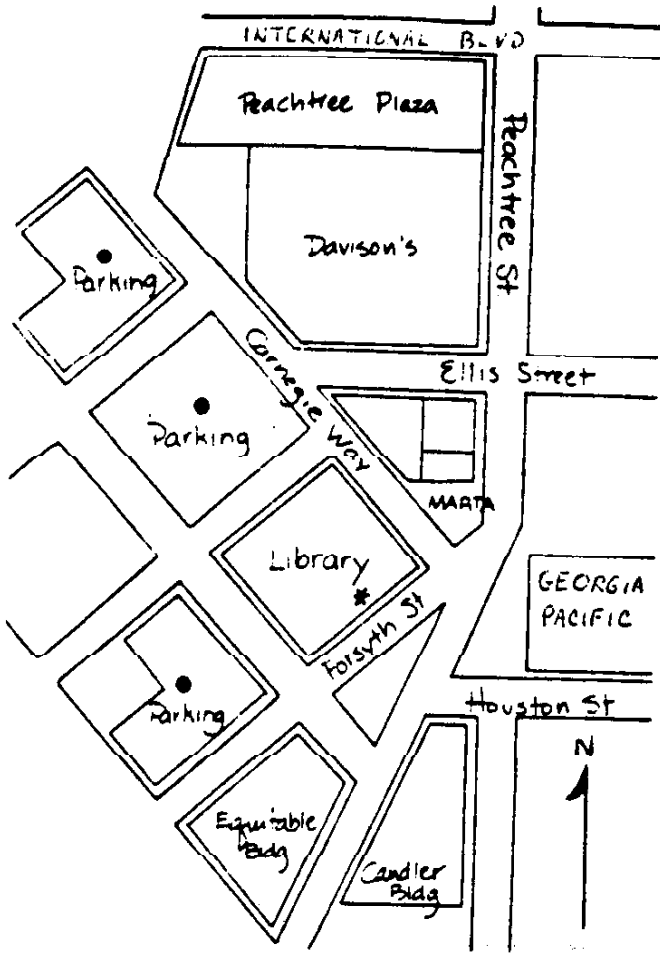 INTERNATIONAL BLVD
Peachtree Plaza
Peachtree St
Davison's
Parking
Carnegie Way
Ellis Street
Parking
MARTA
Library
*
Forsyth St
GEORGIA
PACIFIC
Parking
Houston St
N
Equitable
Bldg
Candler
Bldg